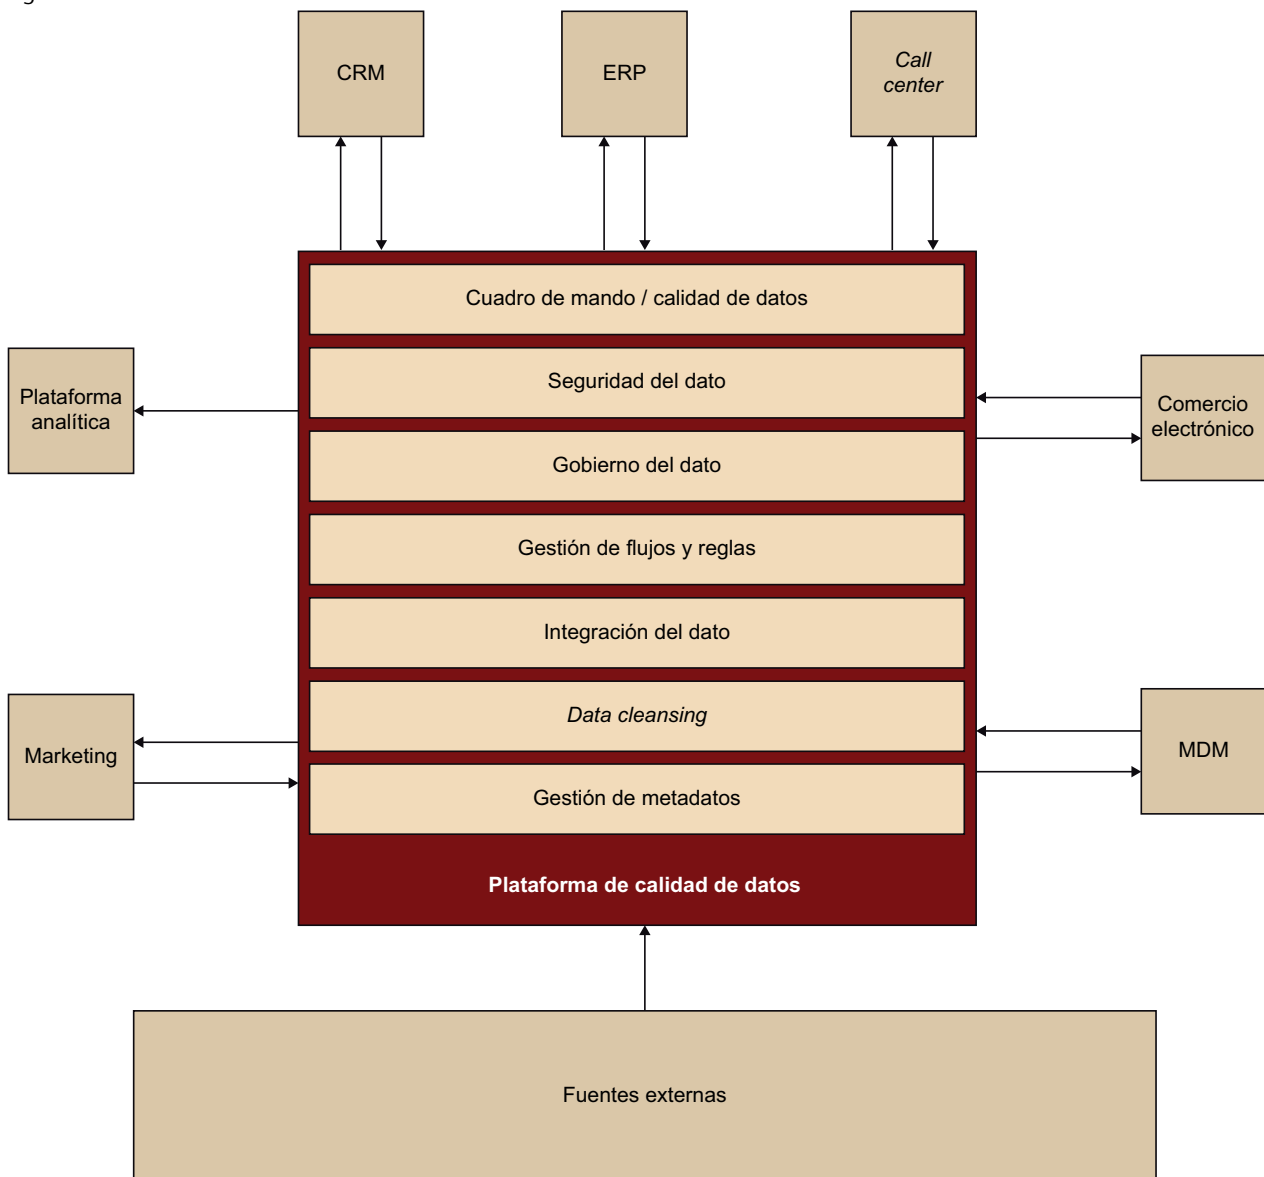 CRM
ERP
Call
center
Cuadro de mando / calidad de datos
Seguridad del dato
Plataforma
analítica
Comercio
electrónico
Gobierno del dato
Gestión de flujos y reglas
Integración del dato
Data cleansing
Marketing
MDM
Gestión de metadatos
Plataforma de calidad de datos
Fuentes externas